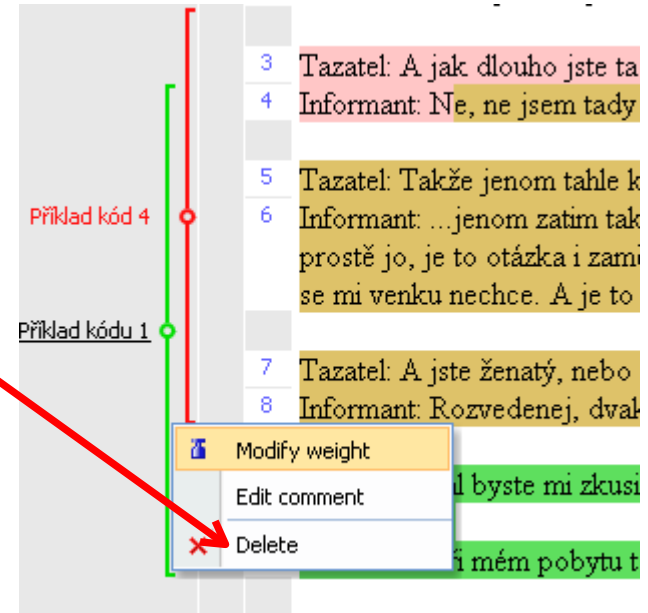 3 Tazatel: A jak dlouho jste ta
4 Informant: Ne, ne jsem tady
5 Tazatel: Takže jenom tahle k
Příklad kód 4
6 Informant: ...jenom zatim tak
prostě jo, je to otázka i zamě
se mi venku nechce. A je to
Příkladu kódu 1
7 Tazatel: A jste ženatý, nebo
8 Informant: Rozvedenej, dvak
Modify weight
Edit comment
l byste mi zkusi
Delete
ři mém pobytu t